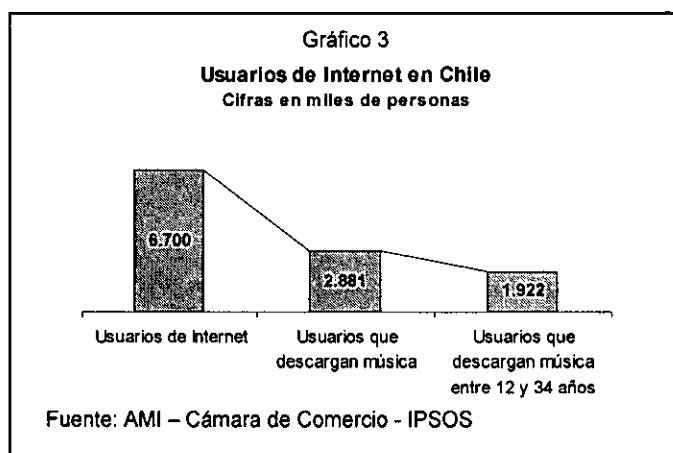 Gráfico 3
Usuarios de Internet en Chile
Cifras en miles de personas
6.700
2.881
1.922
Usuarios de Internet
Usuarios que
descargan música
Usuarios que
descargan música
entre 12 y 34 años
Fuente: AMI – Cámara de Comercio - IPSOS